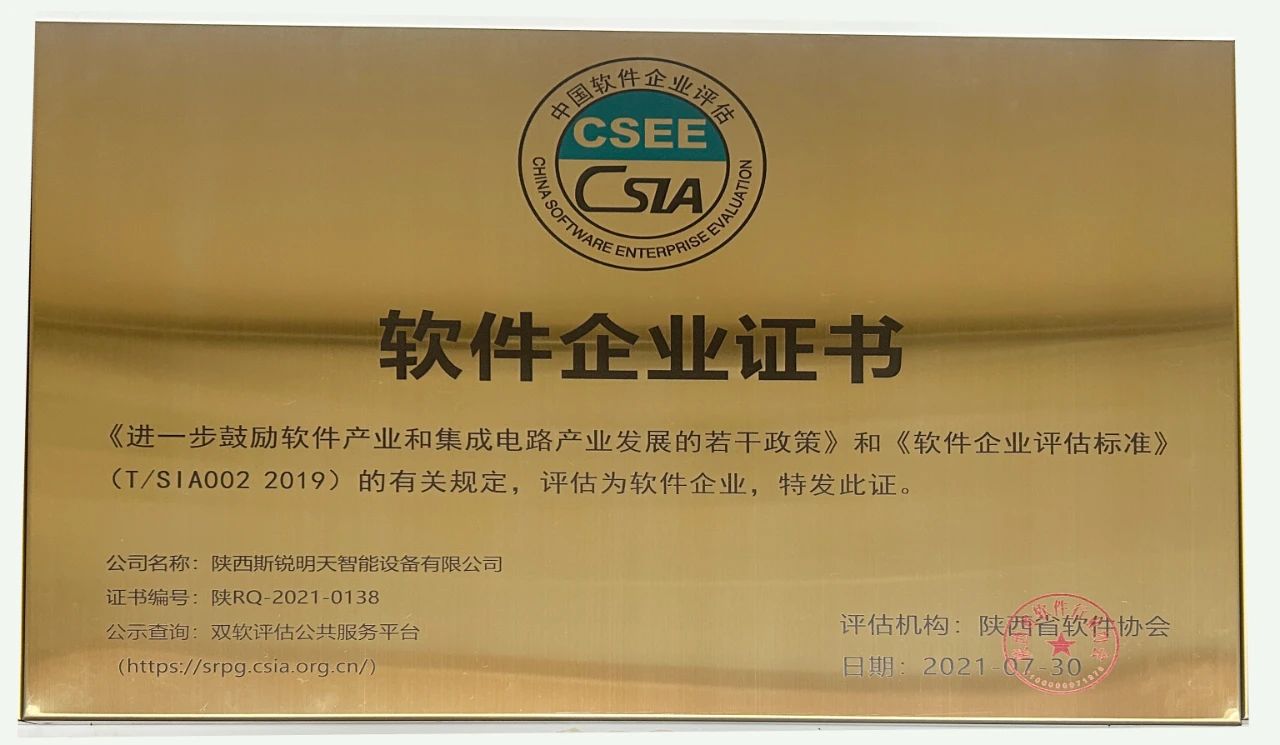 中国软件企业评估
CSEE
CSIA
CHINA SOFTWARE ENTERPRISE EVALUATION
软件企业证书
《进一步鼓励软件产业和集成电路产业发展的若干政策》和《软件企业评估标准》
（T/SIA002 2019）的有关规定，评估为软件企业，特发此证。
公司名称：陕西斯锐明天智能设备有限公司
证书编号：陕RQ-2021-0138
公示查询：双软评估公共服务平台
（https://srpg.csia.org.cn/）
评估机构：陕西省软件协会
日期：2021-07-30